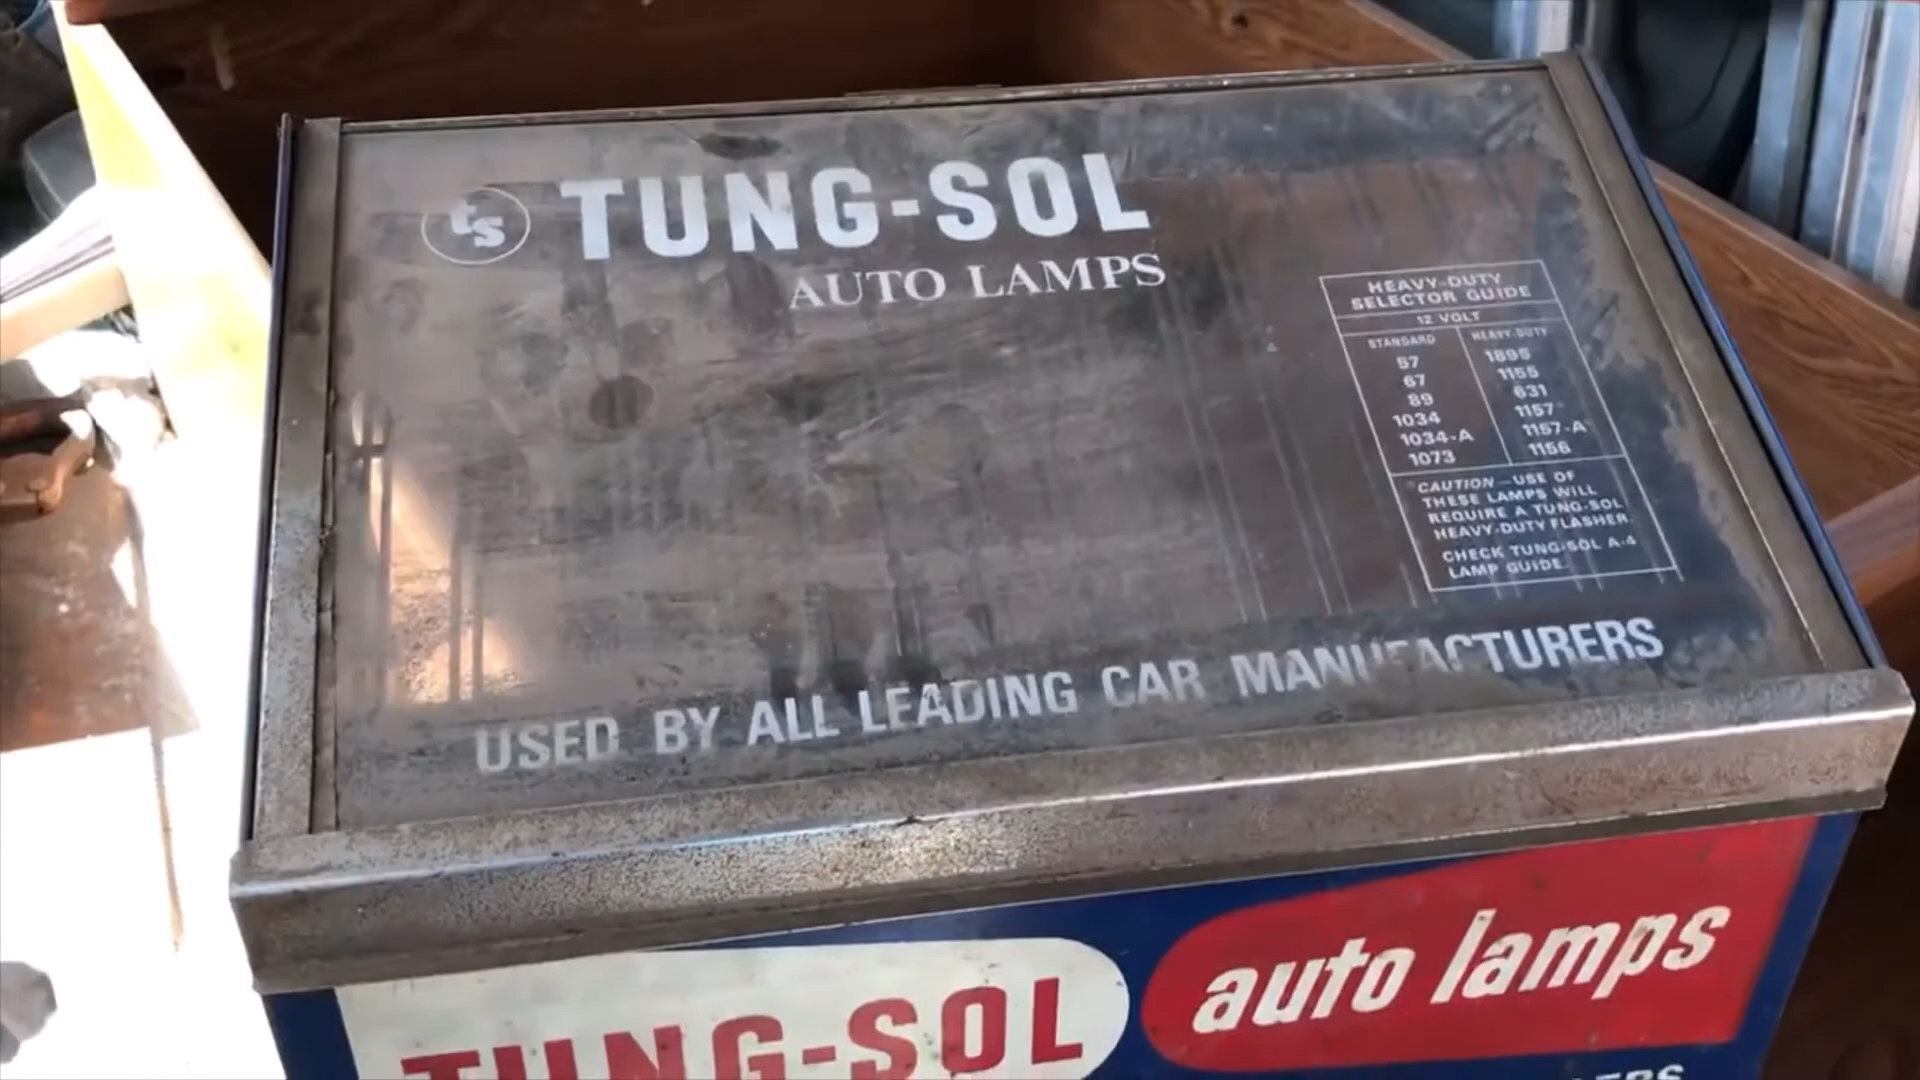 ts TUNG-SOL
AUTO LAMPS
HEAVY-DUTY
SELECTOR GUIDE
12 VOLT
STANDARD HEAVY-DUTY
57 1895
67 1155
89 631
1034 1157
1034-A 1157-A
1073 1156
CAUTION—USE OF
THESE LAMPS WILL
REQUIRE A TUNG-SOL
HEAVY-DUTY FLASHER.
CHECK TUNG-SOL A-4
LAMP GUIDE.
USED BY ALL LEADING CAR MANUFACTURERS
TUNG-SOL auto lamps